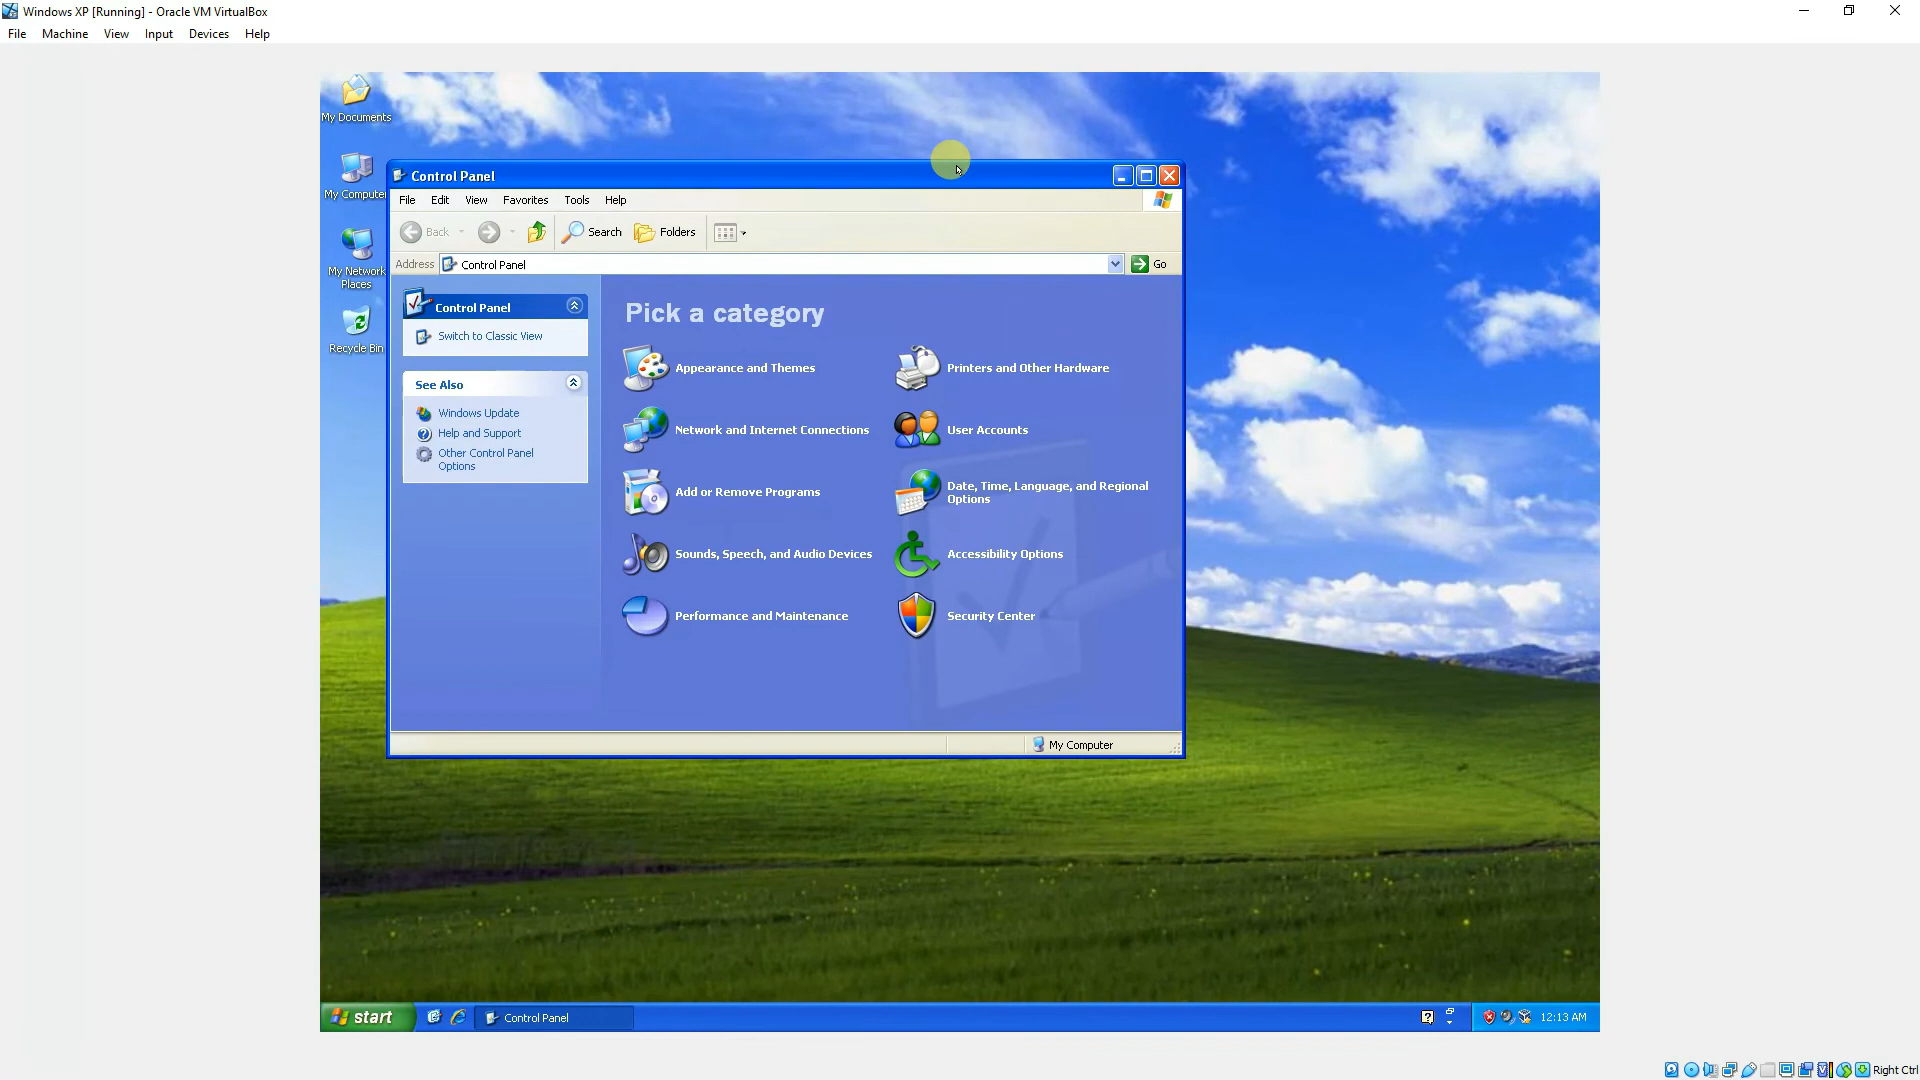 Windows XP [Running] - Oracle VM VirtualBox
File Machine View Input Devices Help
My Documents
My Computer
My Network
Places
Recycle Bin
Control Panel
File Edit View Favorites Tools Help
Back Search Folders
Address Control Panel Go
Control Panel
Switch to Classic View
See Also
Windows Update
Help and Support
Other Control Panel
Options
Pick a category
Appearance and Themes
Printers and Other Hardware
Network and Internet Connections
User Accounts
Add or Remove Programs
Date, Time, Language, and Regional
Options
Sounds, Speech, and Audio Devices
Accessibility Options
Performance and Maintenance
Security Center
My Computer
start Control Panel 12:13 AM
Right Ctrl